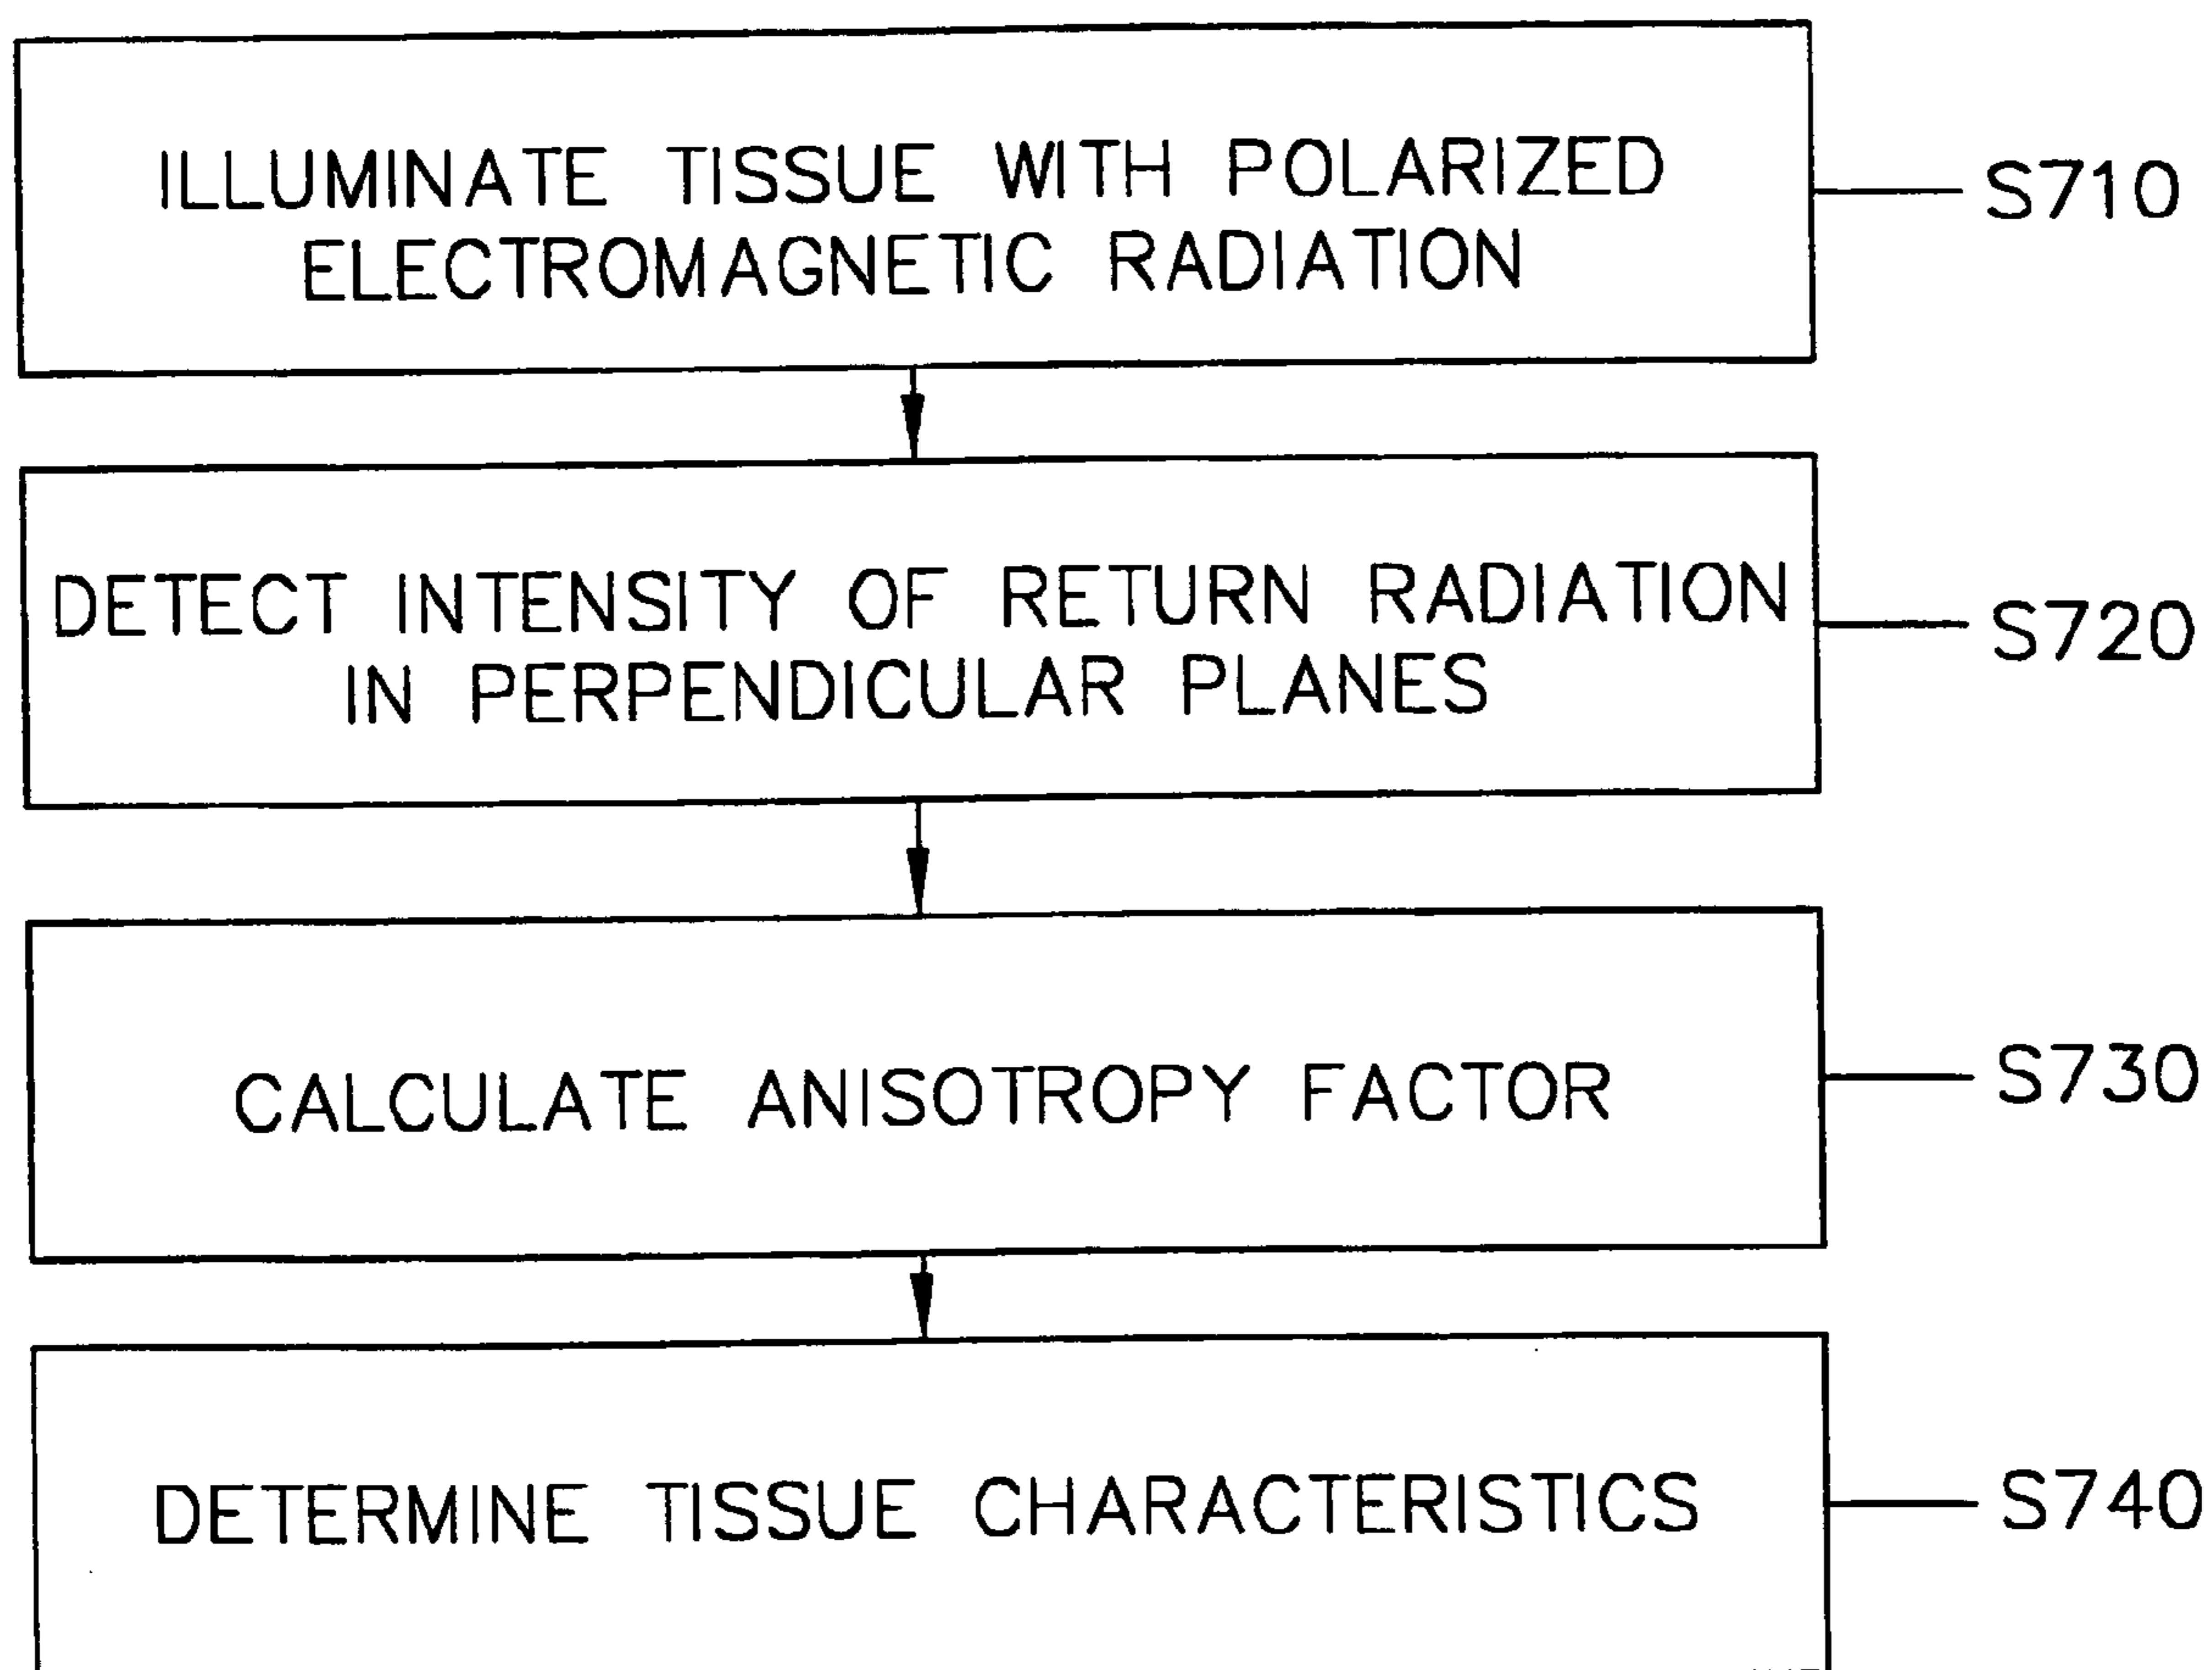 ILLUMINATE TISSUE WITH POLARIZED
ELECTROMAGNETIC RADIATION
S710
DETECT INTENSITY OF RETURN RADIATION
IN PERPENDICULAR PLANES
S720
CALCULATE ANISOTROPY FACTOR
S730
DETERMINE TISSUE CHARACTERISTICS
S740